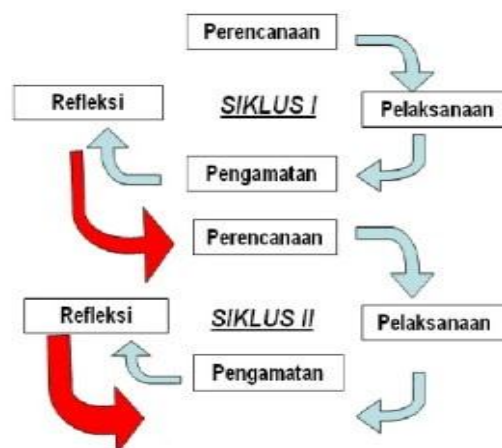 Perencanaan
Refleksi
SIKLUS I
Pelaksanaan
Pengamatan
Perencanaan
Refleksi
SIKLUS II
Pelaksanaan
Pengamatan